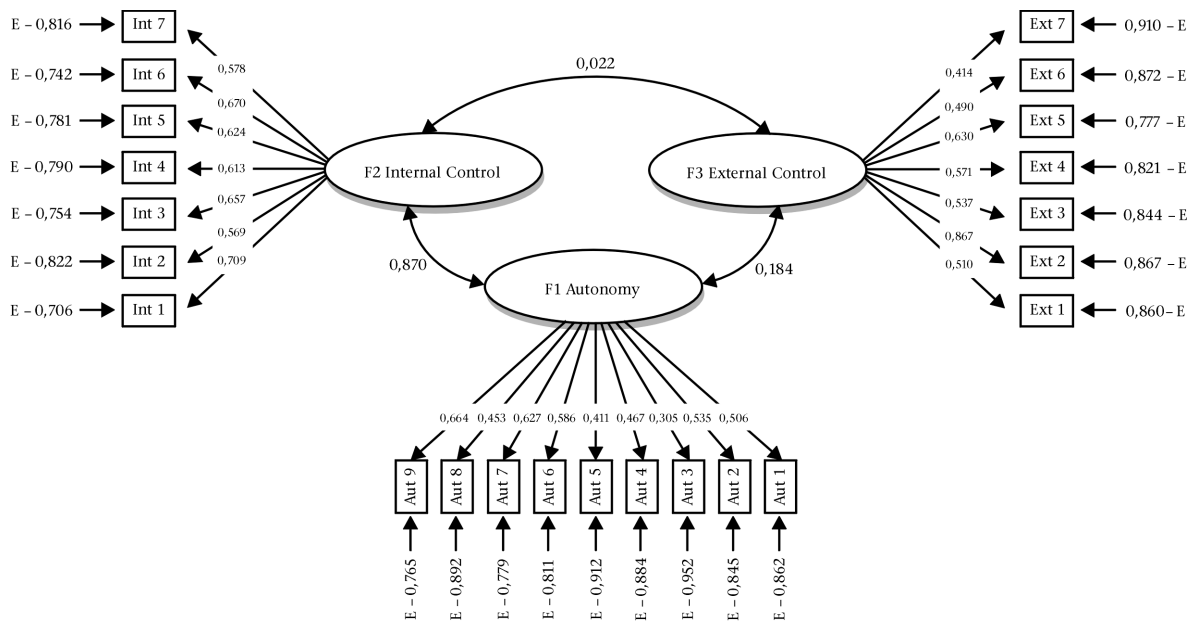 E – 0,816
Int 7
E – 0,742
Int 6
E – 0,781
Int 5
E – 0,790
Int 4
E – 0,754
Int 3
E – 0,822
Int 2
E – 0,706
Int 1
0,578
0,670
0,624
0,613
0,657
0,569
0,709
F2 Internal Control
0,022
F3 External Control
0,870
0,184
F1 Autonomy
0,414
0,490
0,630
0,571
0,537
0,867
0,510
Ext 7
0,910 – E
Ext 6
0,872 – E
Ext 5
0,777 – E
Ext 4
0,821 – E
Ext 3
0,844 – E
Ext 2
0,867 – E
Ext 1
0,860– E
0,664
0,453
0,627
0,586
0,411
0,467
0,305
0,535
0,506
Aut 9
Aut 8
Aut 7
Aut 6
Aut 5
Aut 4
Aut 3
Aut 2
Aut 1
E – 0,765
E – 0,892
E – 0,779
E – 0,811
E – 0,912
E – 0,884
E – 0,952
E – 0,845
E – 0,862